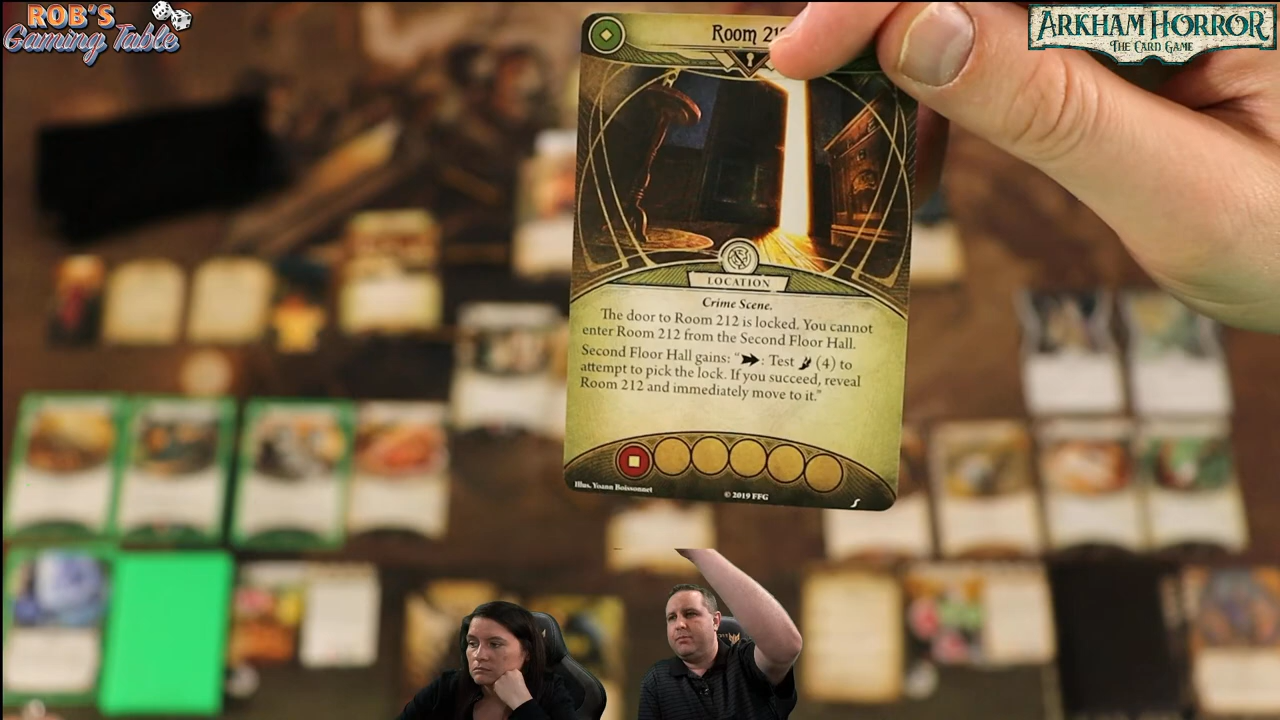 ROB'S
Gaming Table
ARKHAM HORROR
THE CARD GAME
Room 212
LOCATION
Crime Scene.
The door to Room 212 is locked. You cannot
enter Room 212 from the Second Floor Hall.
Second Floor Hall gains: " : Test (4) to
attempt to pick the lock. If you succeed, reveal
Room 212 and immediately move to it."
Illus. Yoann Boissonnet
© 2019 FFG